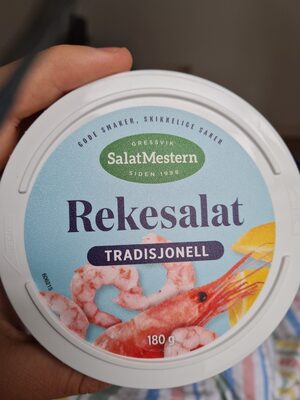 GODE SMAKER, SKIKKELIGE SAKER
GRESSVIK
SalatMestern
SIDEN 1996
Rekesalat
TRADISJONELL
180 g